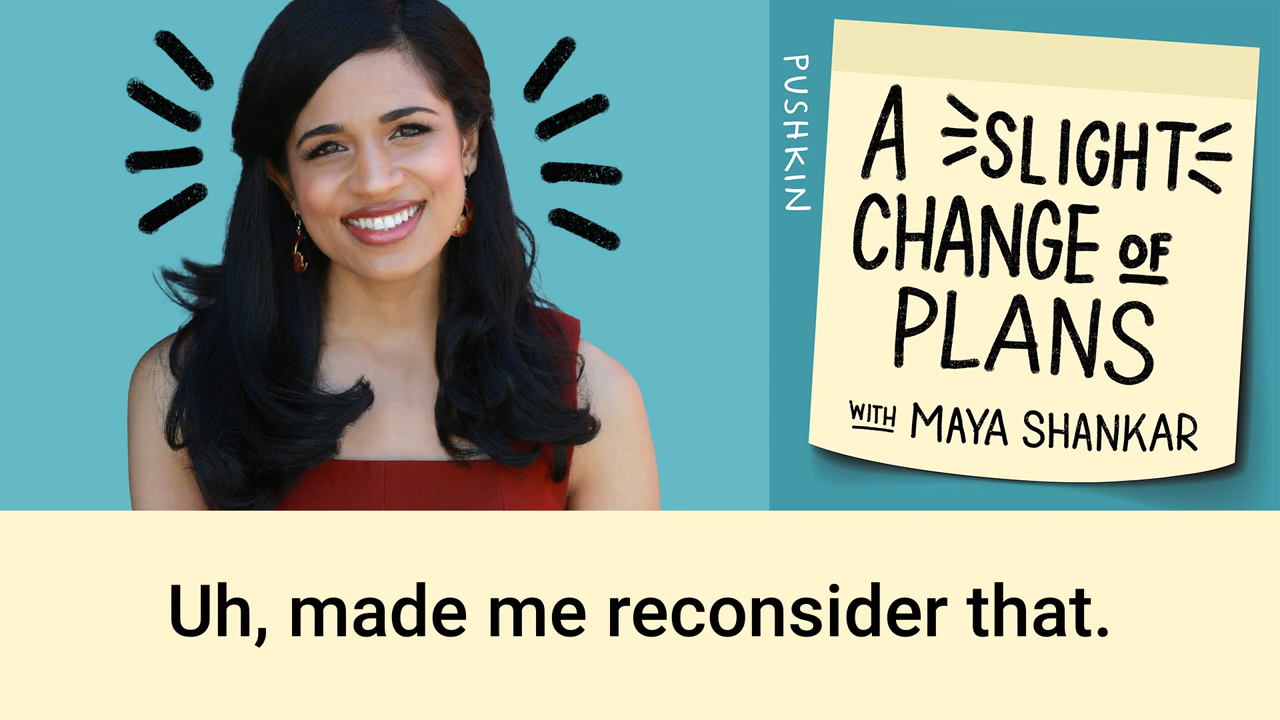 PUSHKIN
A SLIGHT
CHANGE OF
PLANS
WITH MAYA SHANKAR
Uh, made me reconsider that.